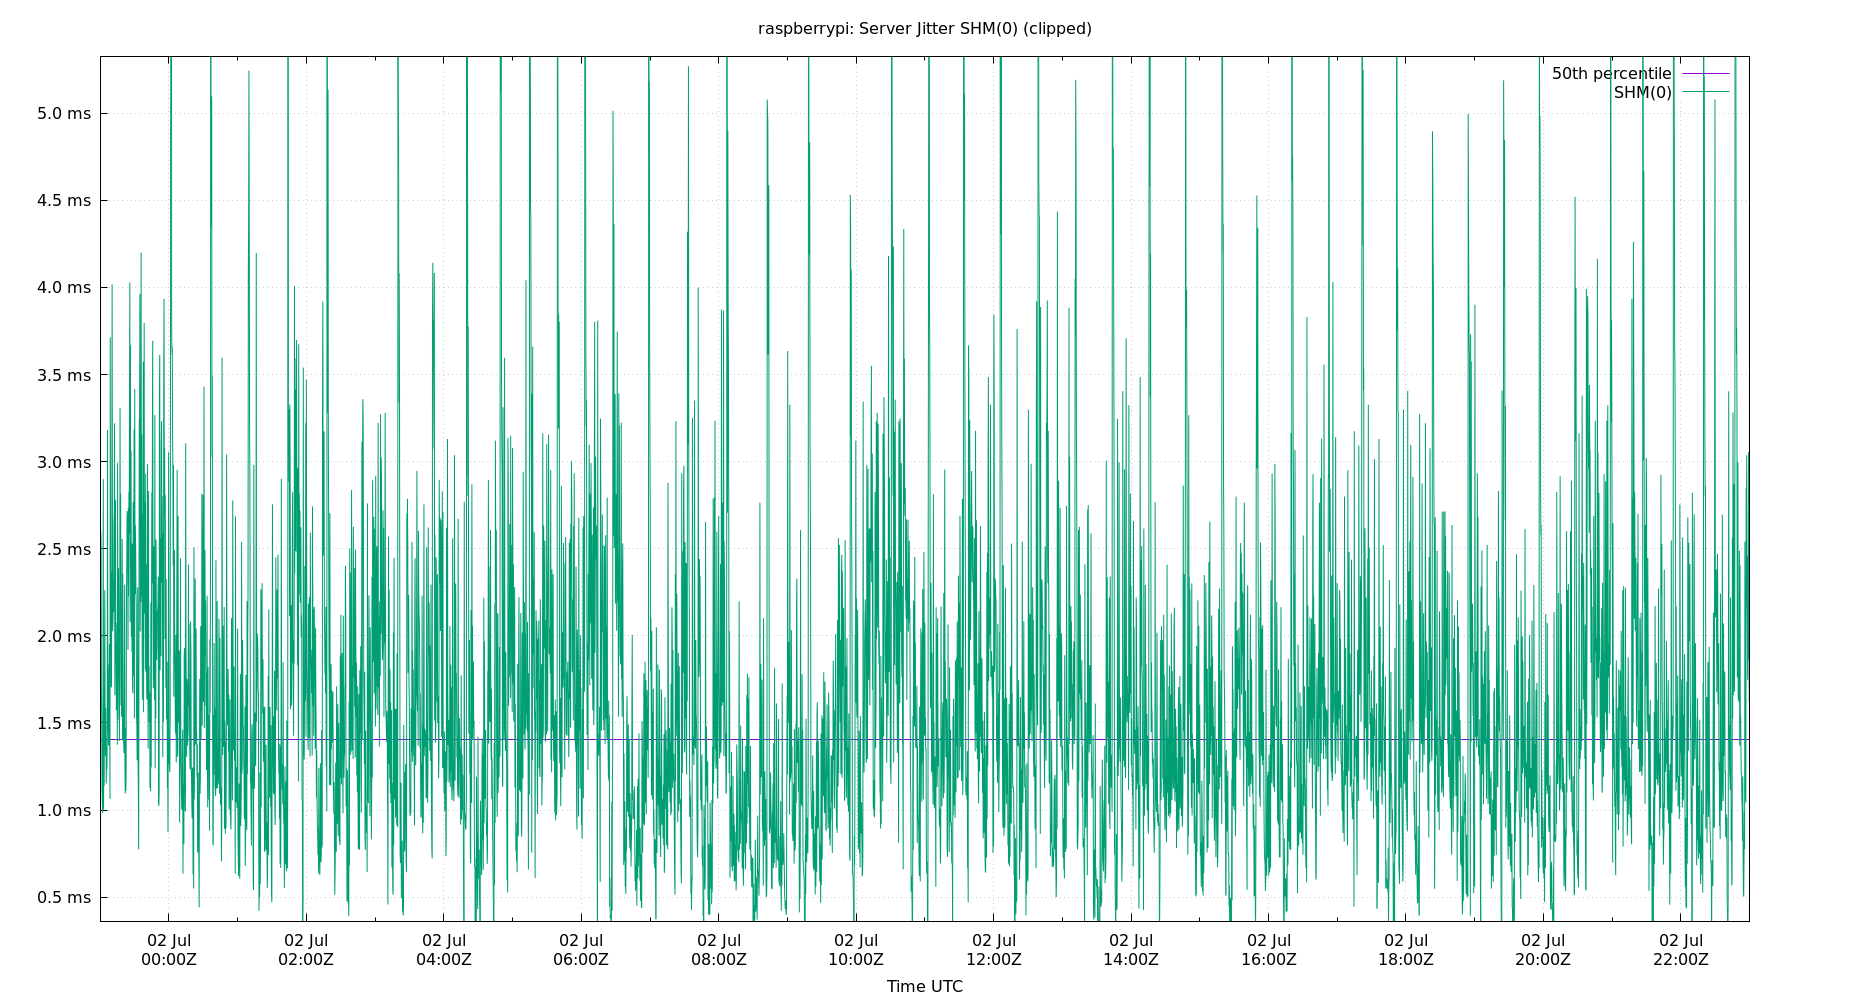 raspberrypi: Server Jitter SHM(0) (clipped)
50th percentile
SHM(0)
5.0 ms
4.5 ms
4.0 ms
3.5 ms
3.0 ms
2.5 ms
2.0 ms
1.5 ms
1.0 ms
0.5 ms
02 Jul 02 Jul 02 Jul 02 Jul 02 Jul 02 Jul 02 Jul 02 Jul 02 Jul 02 Jul 02 Jul 02 Jul
00:00Z 02:00Z 04:00Z 06:00Z 08:00Z 10:00Z 12:00Z 14:00Z 16:00Z 18:00Z 20:00Z 22:00Z
Time UTC